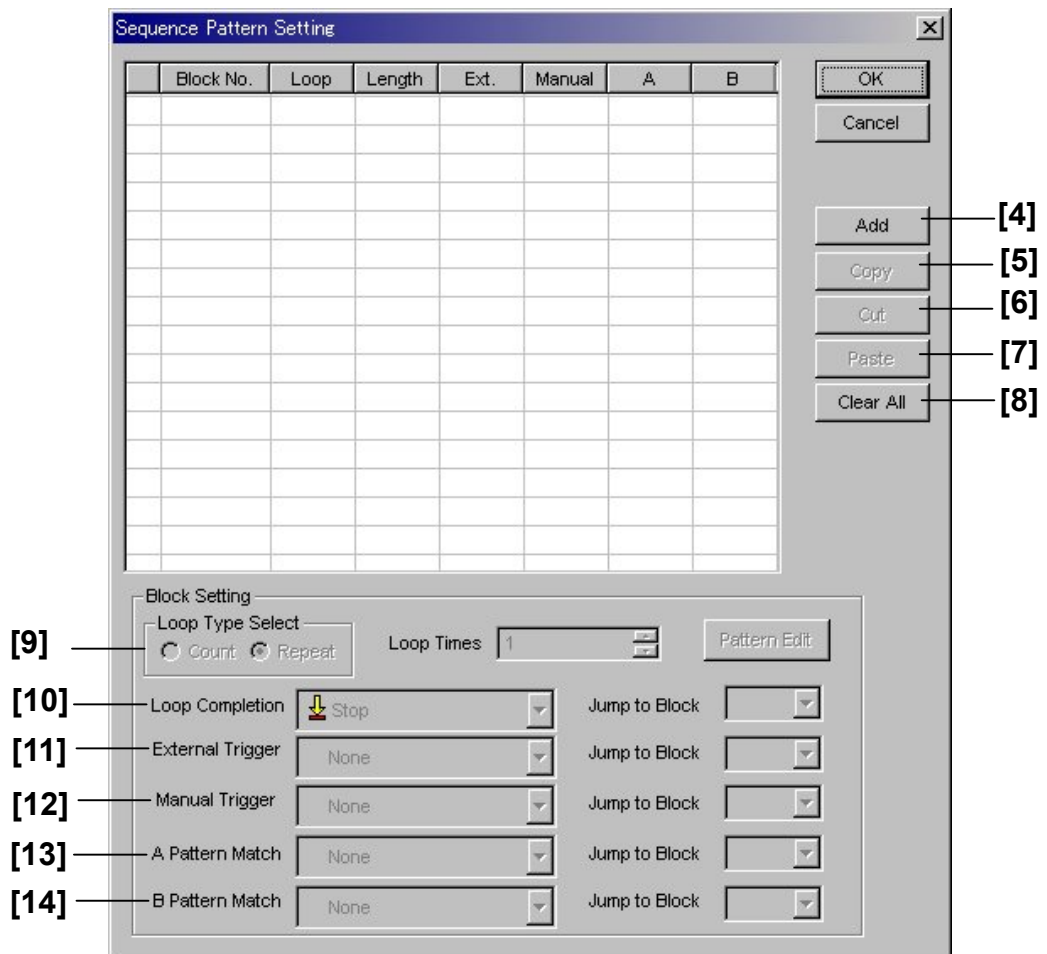 Sequence Pattern Setting
Block No. Loop Length Ext. Manual A B
OK
Cancel
Add [4]
Copy [5]
Cut [6]
Paste [7]
Clear All [8]
Block Setting
Loop Type Select
[9] Count Repeat Loop Times 1 Pattern Edit
[10] Loop Completion Stop Jump to Block
[11] External Trigger None Jump to Block
[12] Manual Trigger None Jump to Block
[13] A Pattern Match None Jump to Block
[14] B Pattern Match None Jump to Block